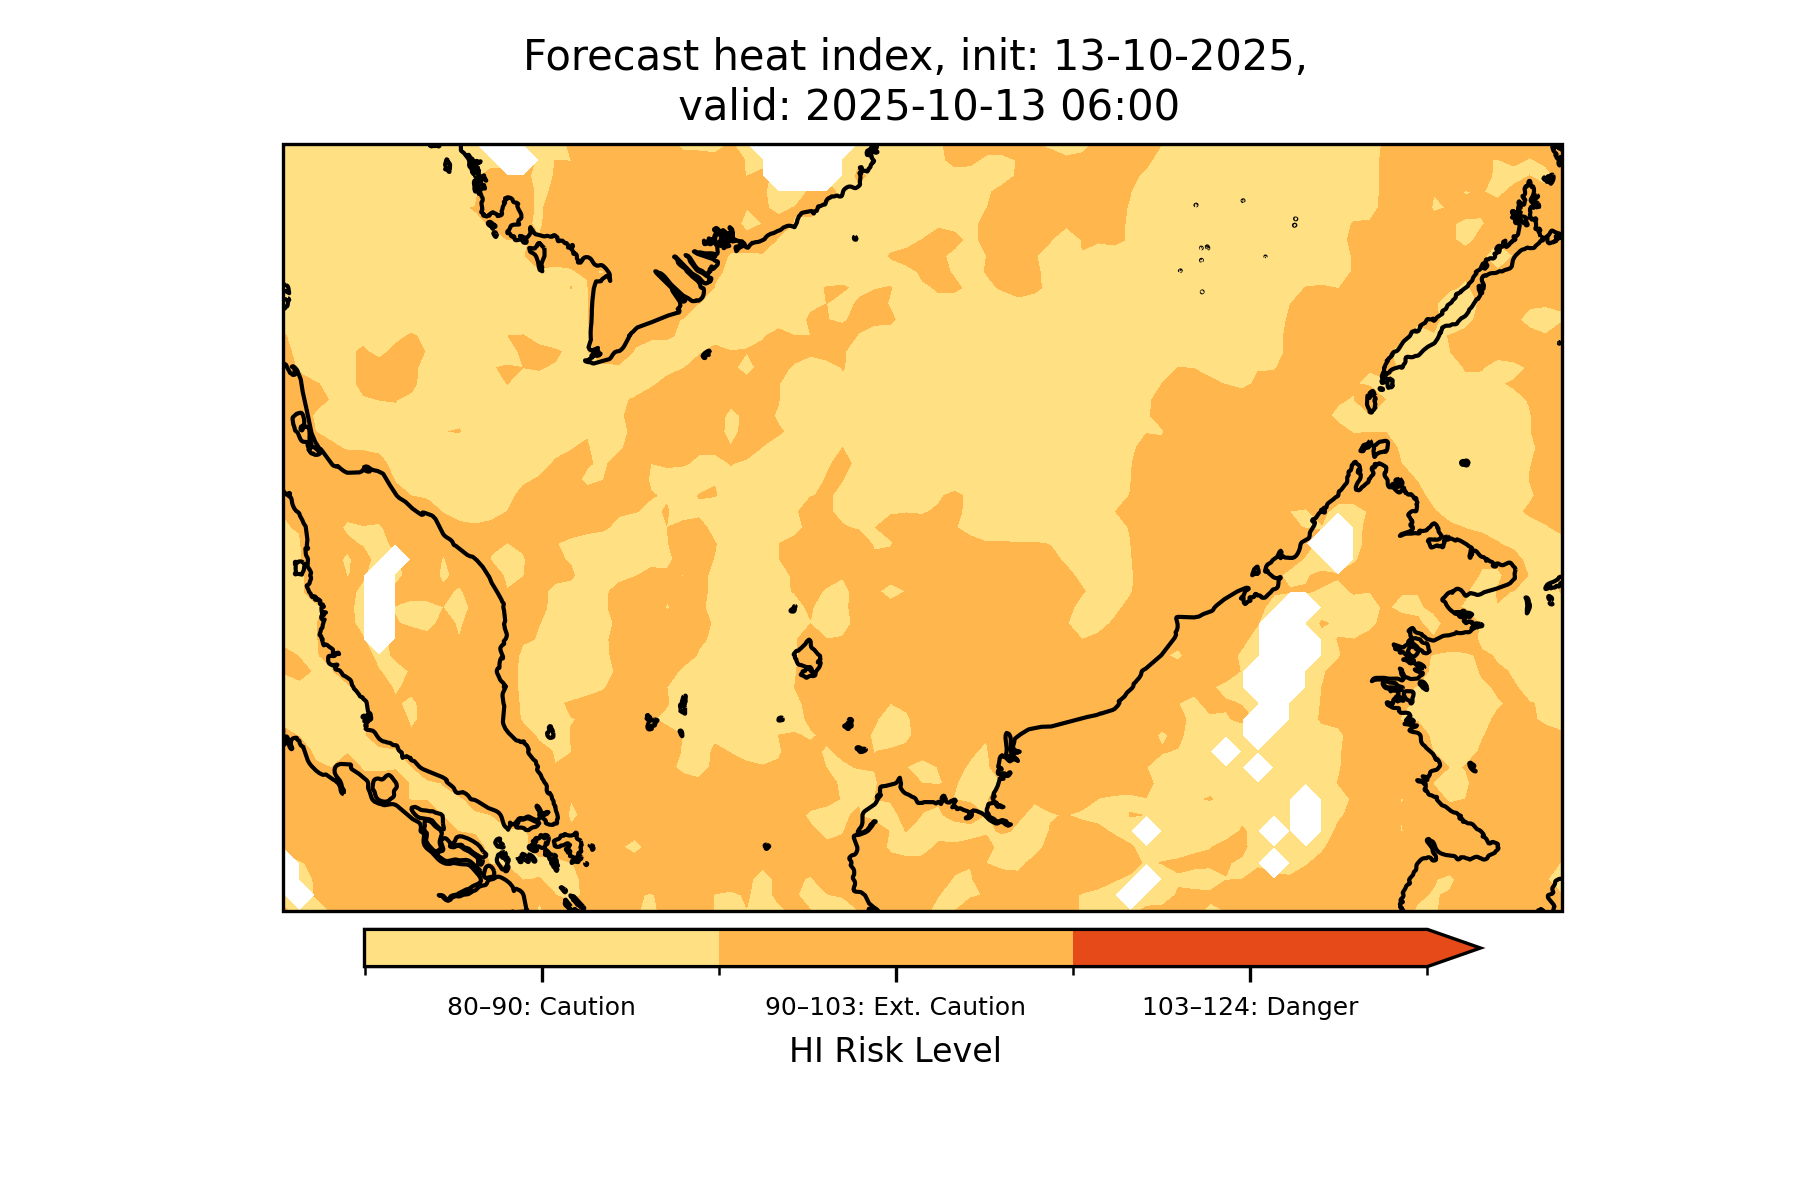 Forecast heat index, init: 13-10-2025,
valid: 2025-10-13 06:00
80–90: Caution
90–103: Ext. Caution
103–124: Danger
HI Risk Level